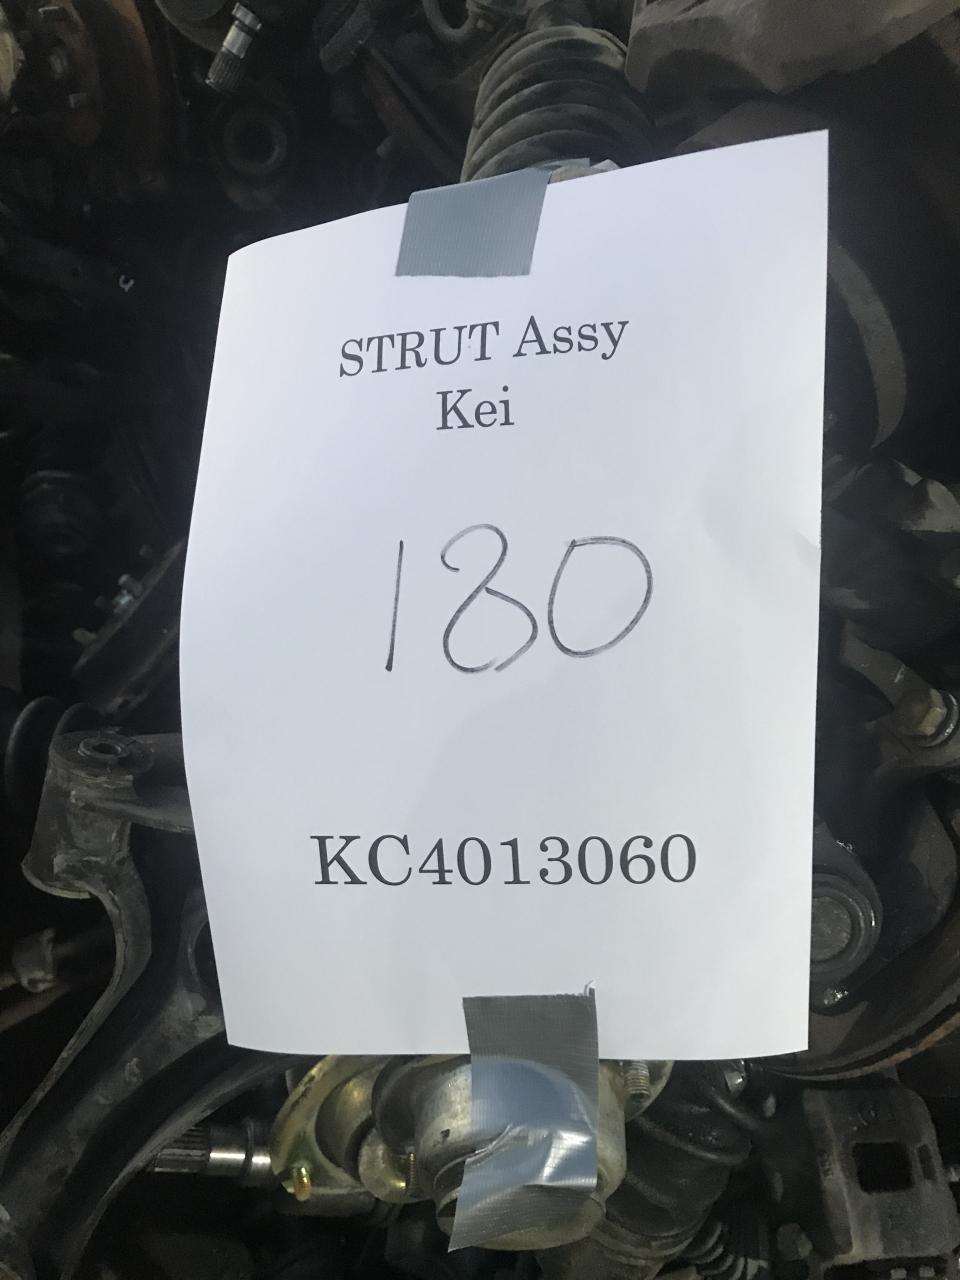 STRUT Assy
Kei
180
KC4013060